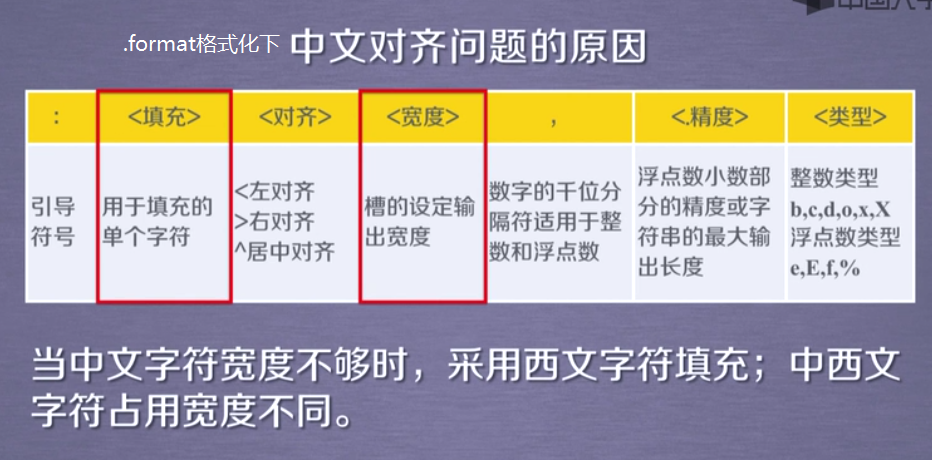 中国大学
.format格式化下 中文对齐问题的原因
: <填充> <对齐> <宽度> , <.精度> <类型>
引导
符号
用于填充的
单个字符
<左对齐
>右对齐
^居中对齐
槽的设定输
出宽度
数字的千位分
隔符适用于整
数和浮点数
浮点数小数部
分的精度或字
符串的最大输
出长度
整数类型
b,c,d,o,x,X
浮点数类型
e,E,f,%
当中文字符宽度不够时，采用西文字符填充；中西文
字符占用宽度不同。